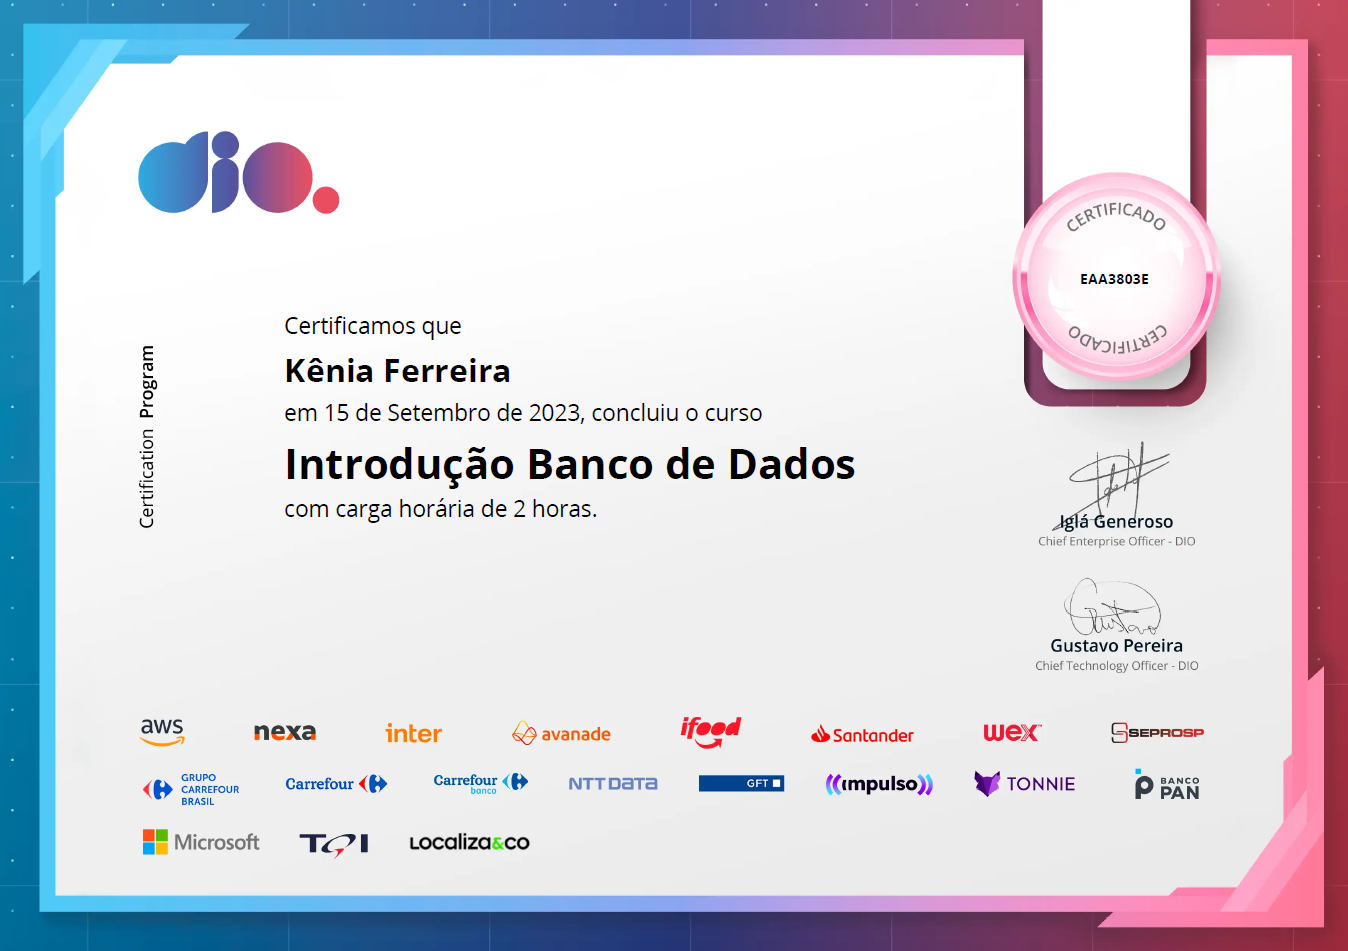 dio.
CERTIFICADO
EAA3803E
CERTIFICADO
Certification Program
Certificamos que
Kênia Ferreira
em 15 de Setembro de 2023, concluiu o curso
Introdução Banco de Dados
com carga horária de 2 horas.
Iglá Generoso
Chief Enterprise Officer - DIO
Gustavo
Gustavo Pereira
Chief Technology Officer - DIO
aws nexa inter avanade ifood Santander wex SEPROSP
GRUPO
CARREFOUR
BRASIL
Carrefour
Carrefour
banco
NTT DATA
GFT
impulso
TONNIE
BANCO
PAN
Microsoft TQI LOCALIZA&CO